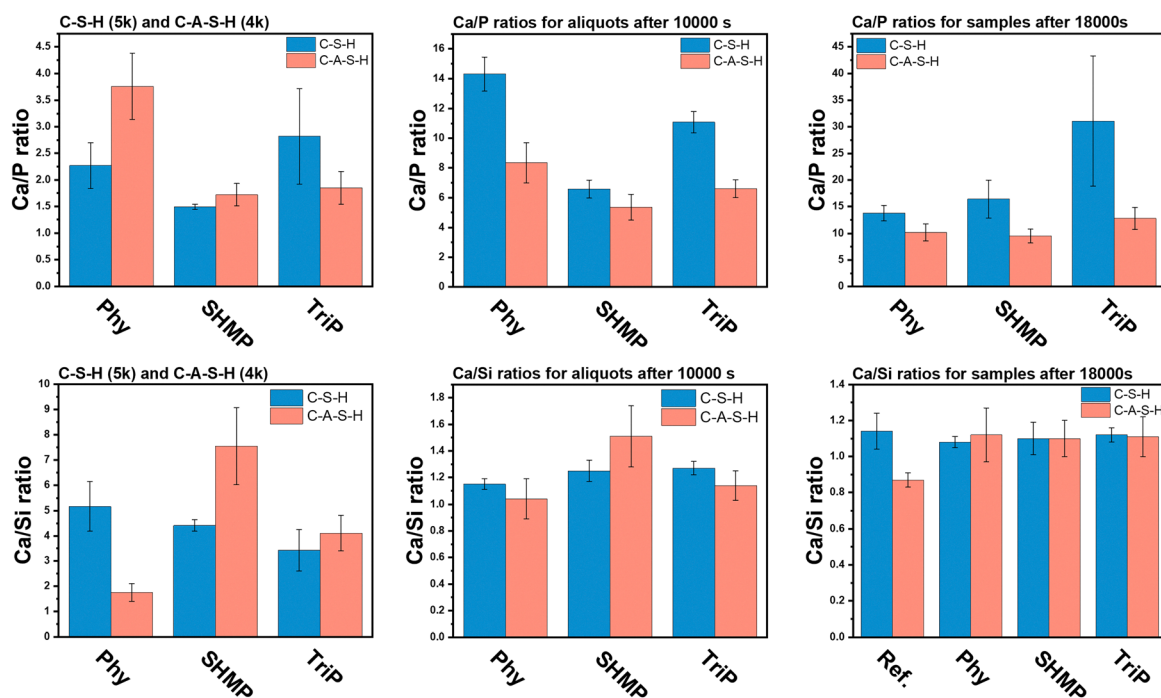 C-S-H (5k) and C-A-S-H (4k)
4.5
4.0
3.5
3.0
2.5
2.0
1.5
1.0
0.5
0.0
Ca/P ratio
C-S-H
C-A-S-H
Phy
SHMP
TriP
Ca/P ratios for aliquots after 10000 s
16
14
12
10
8
6
4
2
0
Ca/P ratio
C-S-H
C-A-S-H
Phy
SHMP
TriP
Ca/P ratios for samples after 18000s
45
40
35
30
25
20
15
10
5
0
Ca/P ratio
C-S-H
C-A-S-H
Phy
SHMP
TriP
C-S-H (5k) and C-A-S-H (4k)
10
9
8
7
6
5
4
3
2
1
0
Ca/Si ratio
C-S-H
C-A-S-H
Phy
SHMP
TriP
Ca/Si ratios for aliquots after 10000 s
1.8
1.6
1.4
1.2
1.0
0.8
0.6
0.4
0.2
0.0
Ca/Si ratio
C-S-H
C-A-S-H
Phy
SHMP
TriP
Ca/Si ratios for samples after 18000s
1.4
1.2
1.0
0.8
0.6
0.4
0.2
0.0
Ca/Si ratio
C-S-H
C-A-S-H
Ref.
Phy
SHMP
TriP